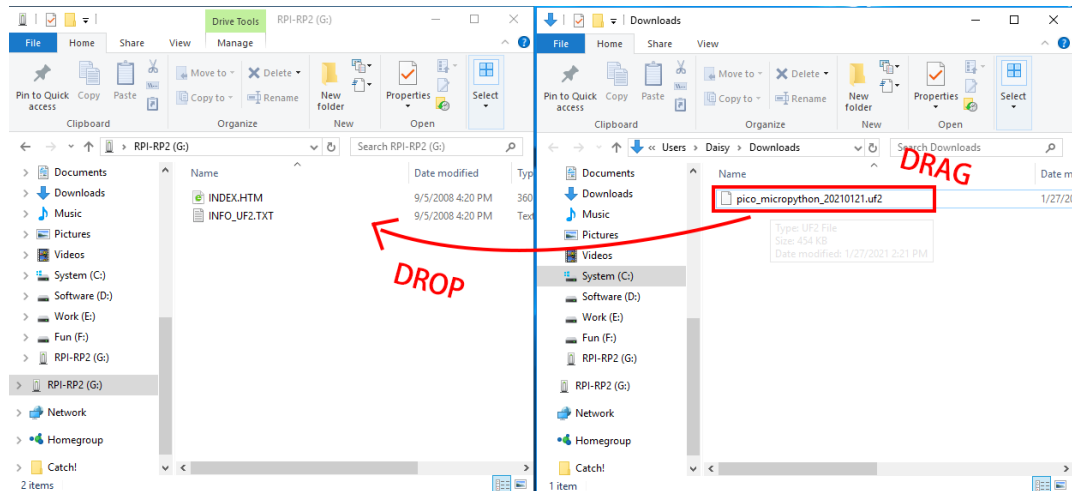 Drive Tools RPI-RP2 (G:)
File Home Share View Manage
Pin to Quick access
Copy
Paste
Move to
Copy to
Delete
Rename
New folder
Properties
Select
Clipboard Organize New Open
RPI-RP2 (G:) Search RPI-RP2 (G:)
Documents
Downloads
Music
Pictures
Videos
System (C:)
Software (D:)
Work (E:)
Fun (F:)
RPI-RP2 (G:)
RPI-RP2 (G:)
Network
Homegroup
Catch!
2 items
Name Date modified Typ
INDEX.HTM 9/5/2008 4:20 PM 360
INFO_UF2.TXT 9/5/2008 4:20 PM Text
DROP
Downloads
File Home Share View
Pin to Quick access
Copy
Paste
Move to
Copy to
Delete
Rename
New folder
Properties
Select
Clipboard Organize New Open
« Users Daisy Downloads Search Downloads
DRAG
Documents
Downloads
Music
Pictures
Videos
System (C:)
Software (D:)
Work (E:)
Fun (F:)
RPI-RP2 (G:)
RPI-RP2 (G:)
Network
Homegroup
Catch!
1 item
Name Date m
pico_micropython_20210121.uf2 1/27/20
Type: UF2 File
Size: 454 KB
Date modified: 1/27/2021 2:21 PM